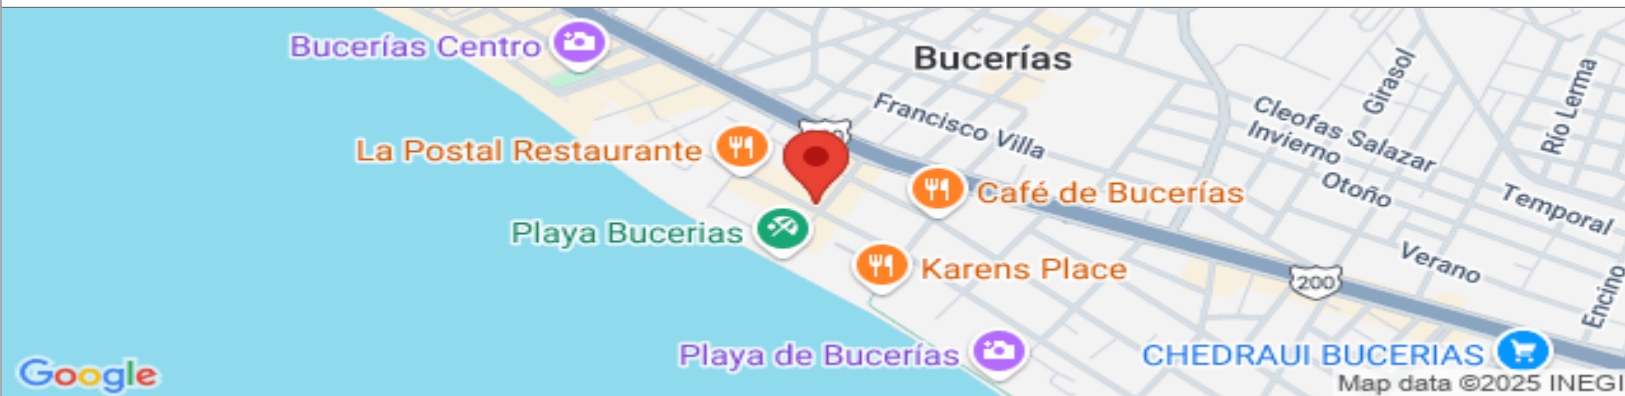 Bucerías Centro
Bucerías
Girasol
Río Lerma
Francisco Villa
Cleofas Salazar
Invierno
La Postal Restaurante
Otoño
Café de Bucerías
Temporal
Playa Bucerias
Verano
Karens Place
200
Encino
Playa de Bucerías
CHEDRAUI BUCERIAS
Google
Map data ©2025 INEGI